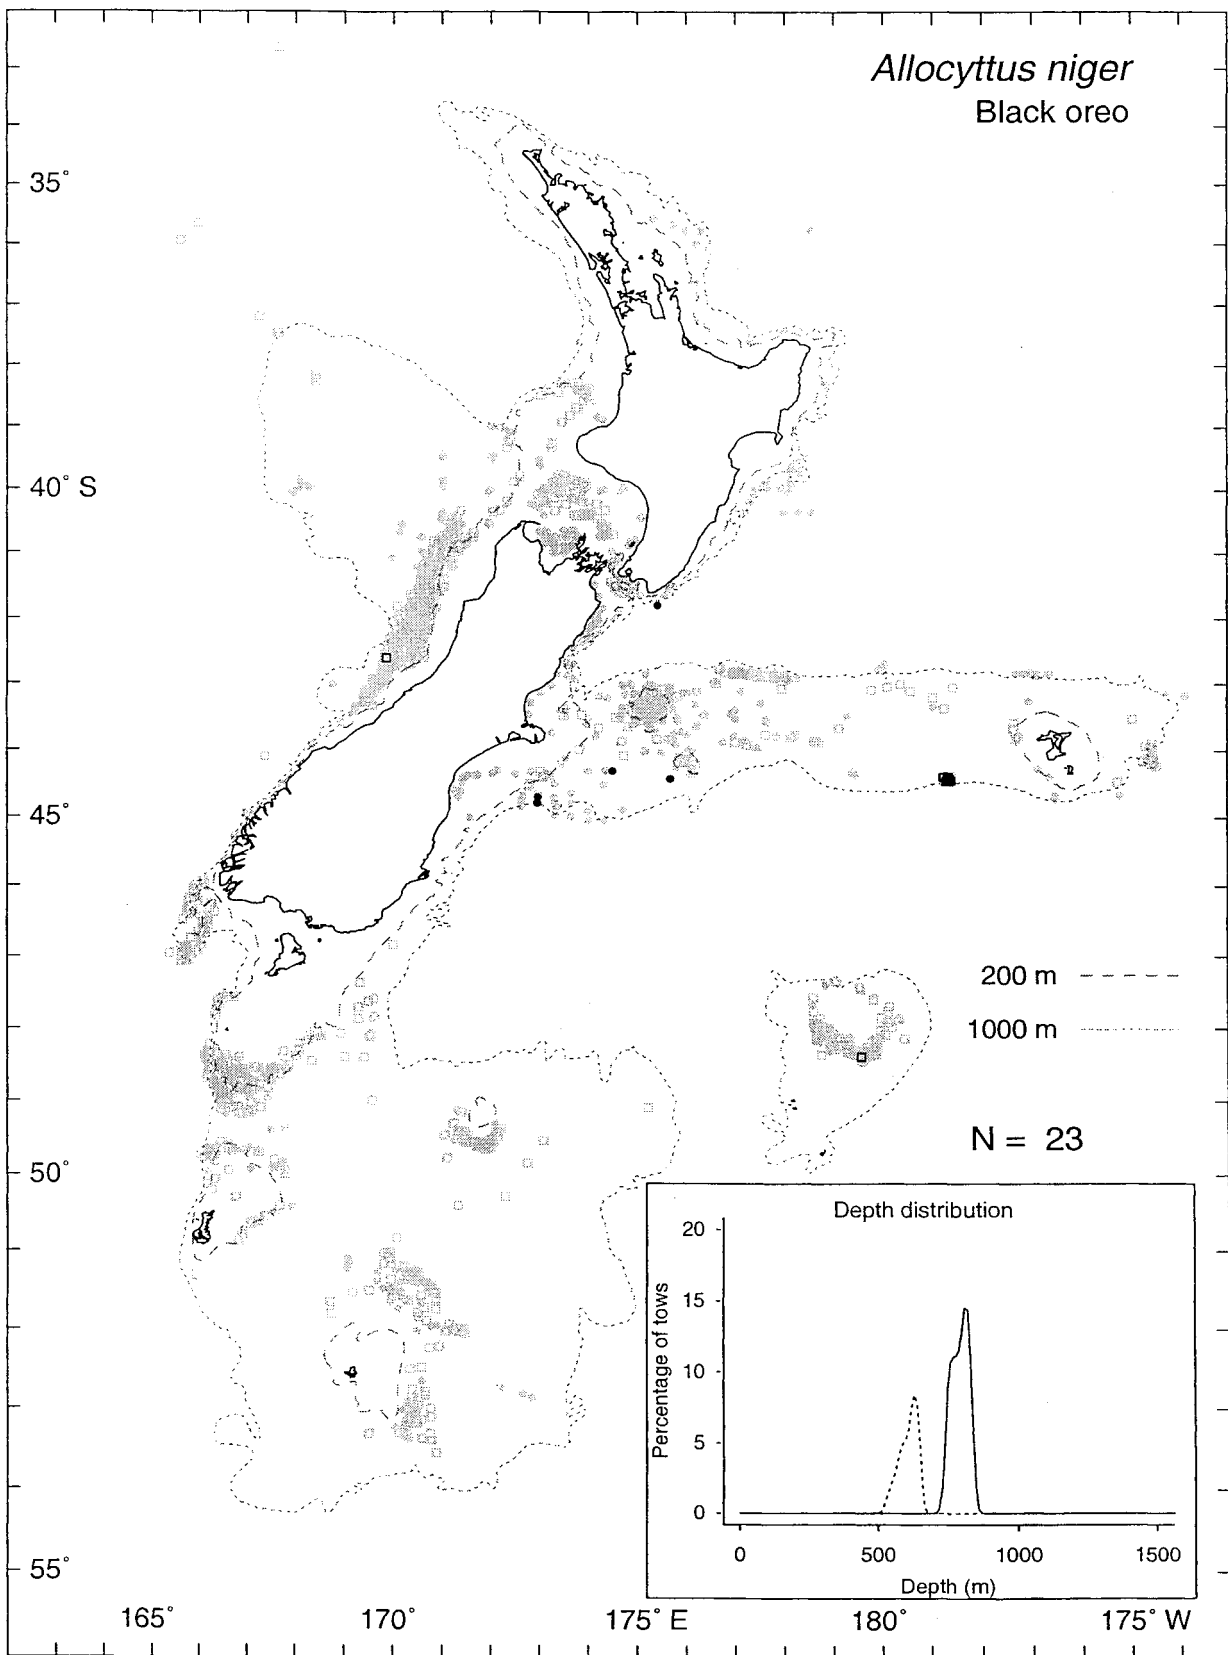 Allocyttus niger
Black oreo
35°
40° S
45°
200 m
1000 m
N = 23
50°
Depth distribution
20
15
10
5
0
Percentage of tows
0 500 1000 1500
Depth (m)
55°
165° 170° 175° E 180° 175° W